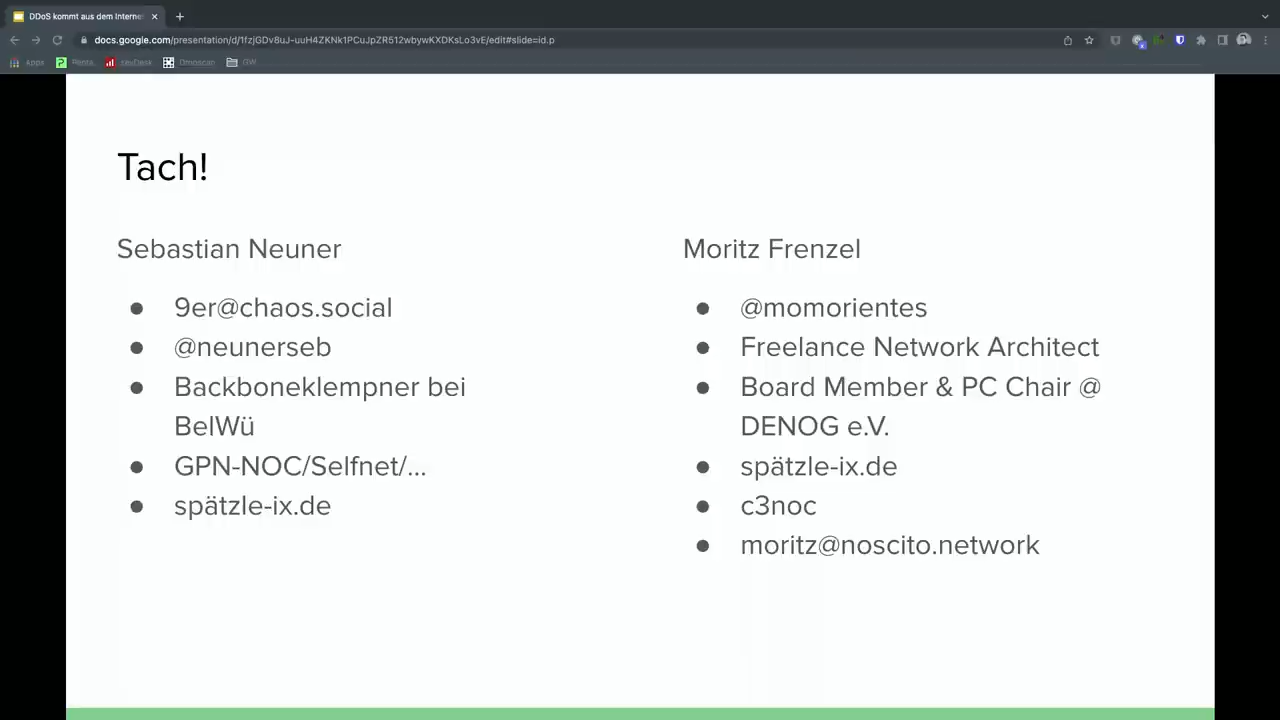 DDoS kommt aus dem Interne
docs.google.com/presentation/d/1fzjGDv8uJ-uuH4ZKNk1PCuJpZR512wbywKXDKsLo3vE/edit#slide=id.p
Apps
Omgscan
GW
Tach!
Sebastian Neuner
9er@chaos.social
@neunerseb
Backboneklempner bei
BelWü
GPN-NOC/Selfnet/...
spätzle-ix.de
Moritz Frenzel
@momorientes
Freelance Network Architect
Board Member & PC Chair @
DENOG e.V.
spätzle-ix.de
c3noc
moritz@noscito.network